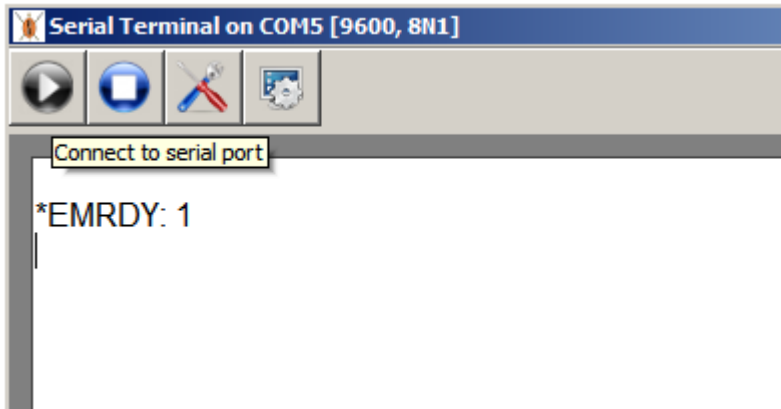 Serial Terminal on COM5 [9600, 8N1]
Connect to serial port
*EMRDY: 1